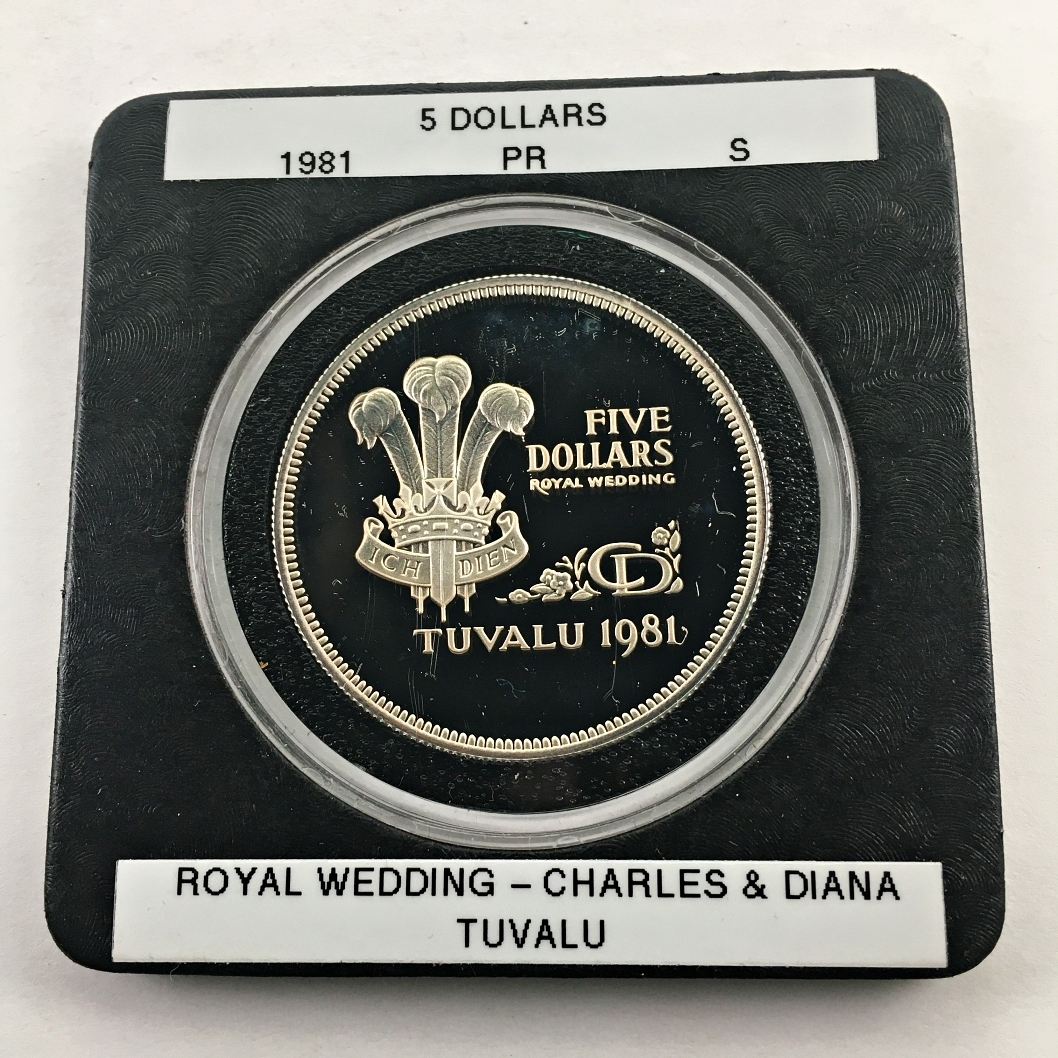 5 DOLLARS
1981 PR S
FIVE
DOLLARS
ROYAL WEDDING
ICH DIEN
CD
TUVALU 1981
ROYAL WEDDING – CHARLES & DIANA
TUVALU